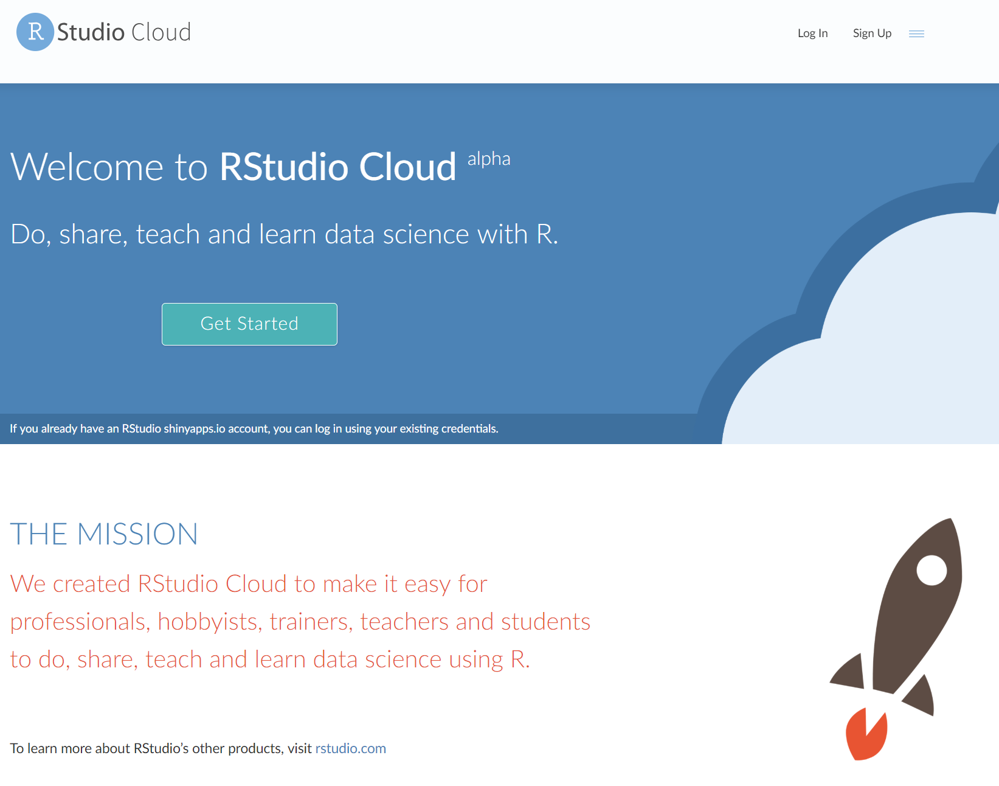 R Studio Cloud
Log In Sign Up
Welcome to RStudio Cloud alpha
Do, share, teach and learn data science with R.
Get Started
If you already have an RStudio shinyapps.io account, you can log in using your existing credentials.
THE MISSION
We created RStudio Cloud to make it easy for
professionals, hobbyists, trainers, teachers and students
to do, share, teach and learn data science using R.
To learn more about RStudio’s other products, visit rstudio.com